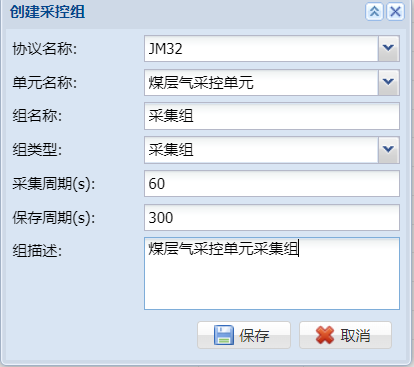 创建采控组
协议名称: JM32
单元名称: 煤层气采控单元
组名称: 采集组
组类型: 采集组
采集周期(s): 60
保存周期(s): 300
组描述: 煤层气采控单元采集组
保存 取消